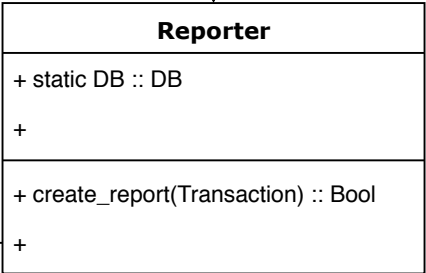 Reporter
+ static DB :: DB
+
+ create_report(Transaction) :: Bool
+